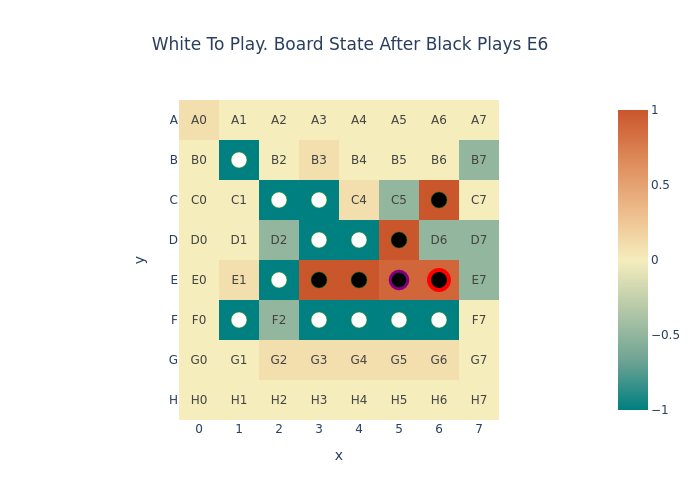 White To Play. Board State After Black Plays E6
A A0 A1 A2 A3 A4 A5 A6 A7
B B0 B2 B3 B4 B5 B6 B7
C C0 C1 C4 C5 C7
D D0 D1 D2 D6 D7
E E0 E1 E7
F F0 F2 F7
G G0 G1 G2 G3 G4 G5 G6 G7
H H0 H1 H2 H3 H4 H5 H6 H7
0 1 2 3 4 5 6 7
x
y
1
0.5
0
−0.5
−1